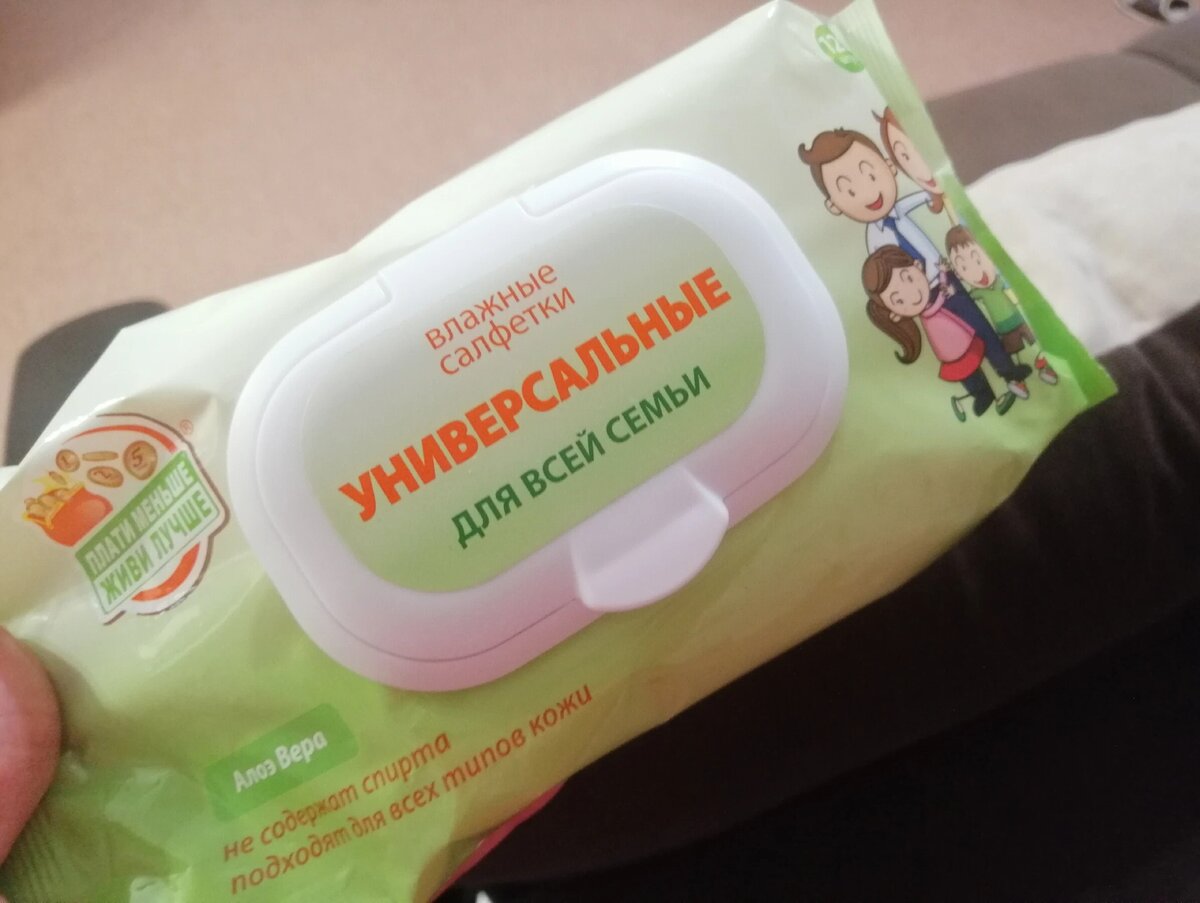 влажные
салфетки
УНИВЕРСАЛЬНЫЕ
ДЛЯ ВСЕЙ СЕМЬИ
ПЛАТИ МЕНЬШЕ
ЖИВИ ЛУЧШЕ
®
Алоэ Вера
не содержат спирта
подходят для всех типов кожи